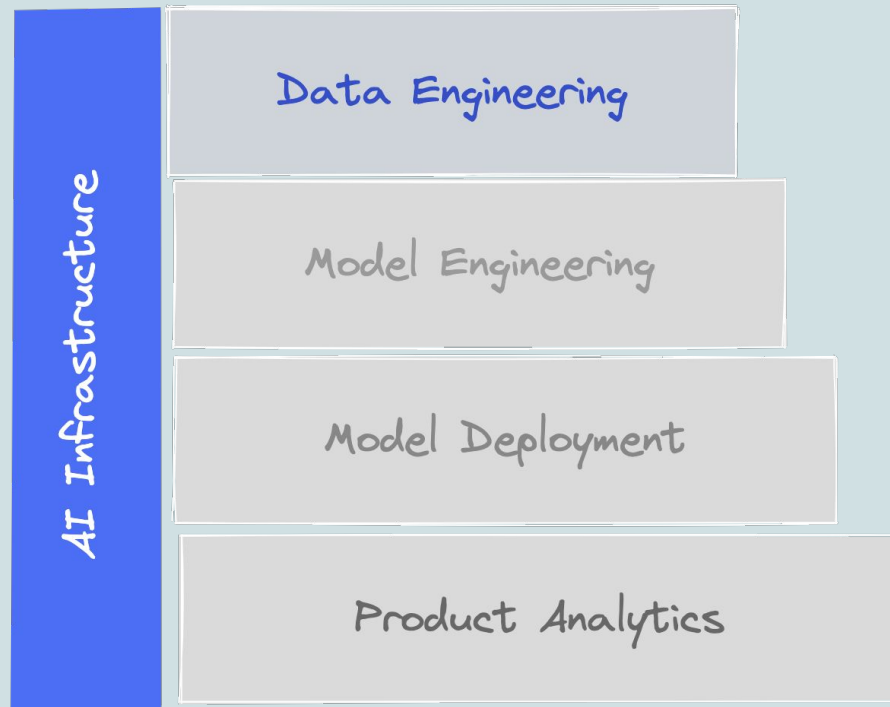 AI Infrastructure
Data Engineering
Model Engineering
Model Deployment
Product Analytics